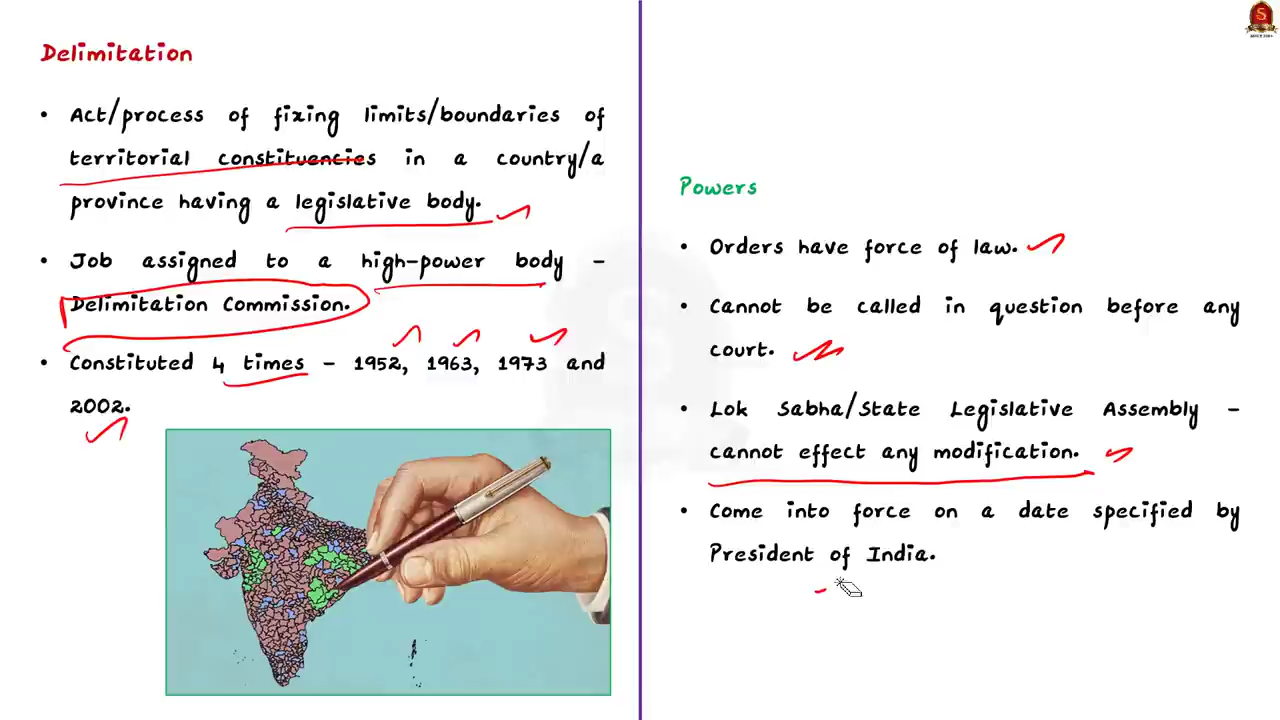 Delimitation
• Act/process of fixing limits/boundaries of
territorial constituencies in a country/a
province having a legislative body.
• Job assigned to a high-power body -
Delimitation Commission.
• Constituted 4 times - 1952, 1963, 1973 and
2002.
Powers
• Orders have force of law.
• Cannot be called in question before any
court.
• Lok Sabha/State Legislative Assembly -
cannot effect any modification.
• Come into force on a date specified by
President of India.
S